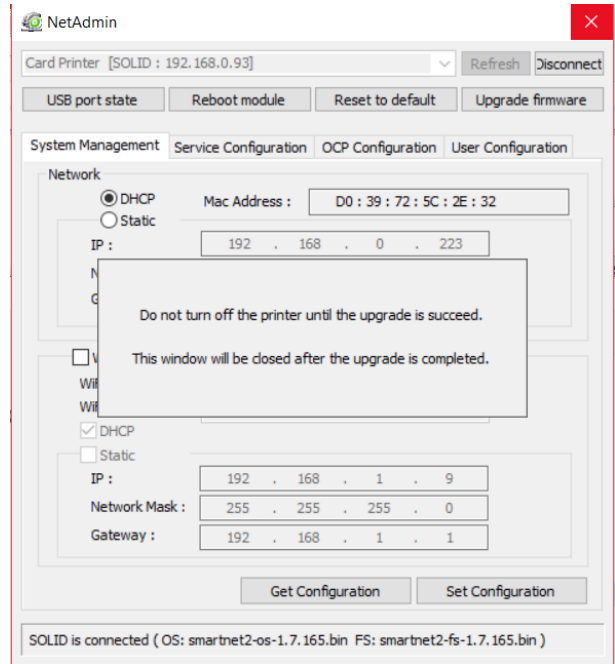 NetAdmin
Card Printer [SOLID : 192.168.0.93] Refresh Disconnect
USB port state Reboot module Reset to default Upgrade firmware
System Management Service Configuration OCP Configuration User Configuration
Network
DHCP Mac Address : D0 : 39 : 72 : 5C : 2E : 32
Static
IP : 192 . 168 . 0 . 223
Do not turn off the printer until the upgrade is succeed.
This window will be closed after the upgrade is completed.
DHCP
Static
IP : 192 . 168 . 1 . 9
Network Mask : 255 . 255 . 255 . 0
Gateway : 192 . 168 . 1 . 1
Get Configuration Set Configuration
SOLID is connected ( OS: smartnet2-os-1.7.165.bin FS: smartnet2-fs-1.7.165.bin )